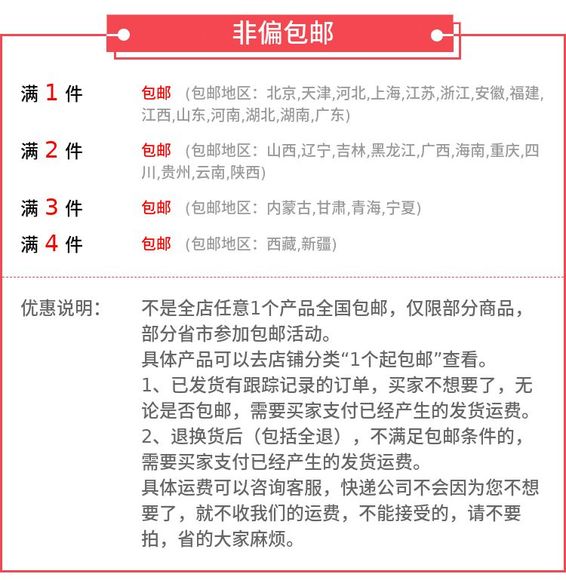 非偏包邮
满 1 件 包邮 (包邮地区：北京,天津,河北,上海,江苏,浙江,安徽,福建,
江西,山东,河南,湖北,湖南,广东)
满 2 件 包邮 (包邮地区：山西,辽宁,吉林,黑龙江,广西,海南,重庆,四
川,贵州,云南,陕西)
满 3 件 包邮 (包邮地区：内蒙古,甘肃,青海,宁夏)
满 4 件 包邮 (包邮地区：西藏,新疆)
优惠说明： 不是全店任意1个产品全国包邮，仅限部分商品，
部分省市参加包邮活动。
具体产品可以去店铺分类“1个起包邮”查看。
1、已发货有跟踪记录的订单，买家不想要了，无
论是否包邮，需要买家支付已经产生的发货运费。
2、退换货后（包括全退），不满足包邮条件的，
需要买家支付已经产生的发货运费。
具体运费可以咨询客服，快递公司不会因为您不想
要了，就不收我们的运费，不能接受的，请不要
拍，省的大家麻烦。